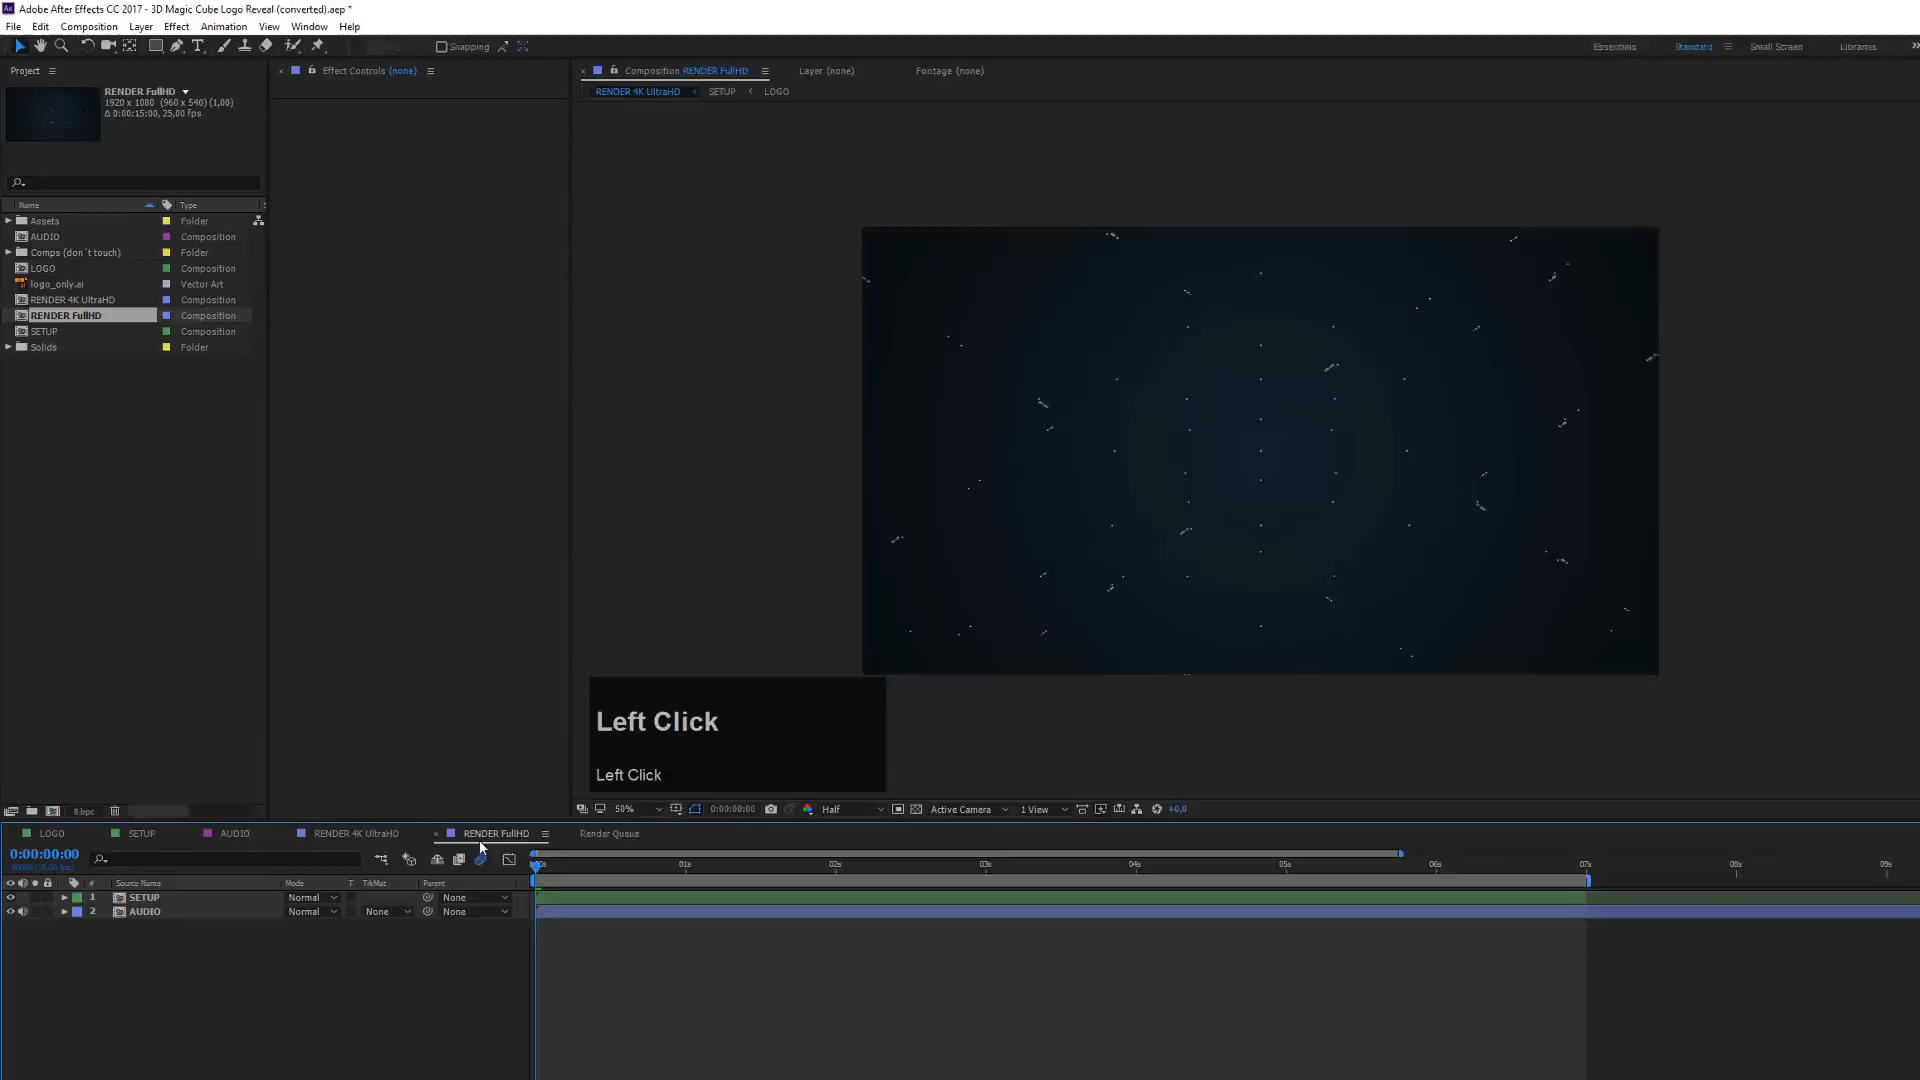 Adobe After Effects CC 2017 - 3D Magic Cube Logo Reveal (converted).aep *
File Edit Composition Layer Effect Animation View Window Help
Snapping
Essentials Standard Small Screen Libraries
Project
Effect Controls (none)
Composition RENDER FullHD
Layer (none)
Footage (none)
RENDER 4K UltraHD SETUP LOGO
RENDER FullHD
1920 x 1080 (960 x 540) (1,00)
Δ 0:00:15:00, 25,00 fps
Name Type
Assets Folder
AUDIO Composition
Comps (don´t touch) Folder
LOGO Composition
logo_only.ai Vector Art
RENDER 4K UltraHD Composition
RENDER FullHD Composition
SETUP Composition
Solids Folder
Left Click
Left Click
8 bpc
50% 0:00:00:00 Half Active Camera 1 View +0,0
LOGO SETUP AUDIO RENDER 4K UltraHD RENDER FullHD Render Queue
0:00:00:00
01s 02s 03s 04s 05s 06s 07s 08s 09s
# Source Name Mode T TrkMat Parent
1 SETUP Normal None
2 AUDIO Normal None None